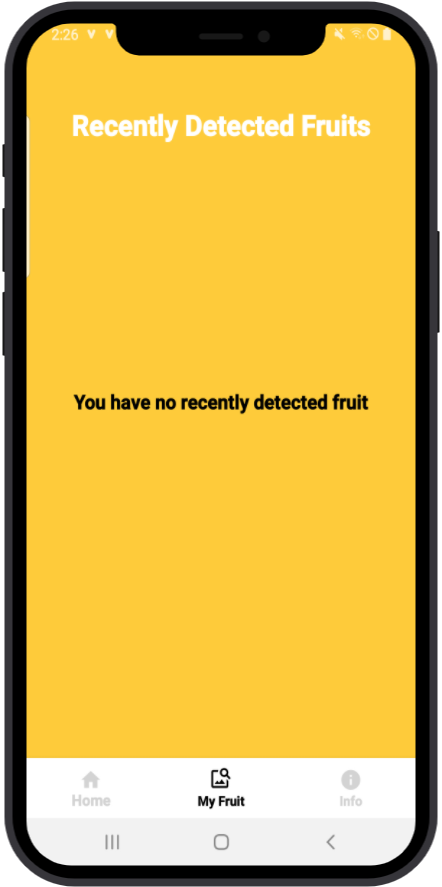 2:26
Recently Detected Fruits
You have no recently detected fruit
Home
My Fruit
Info